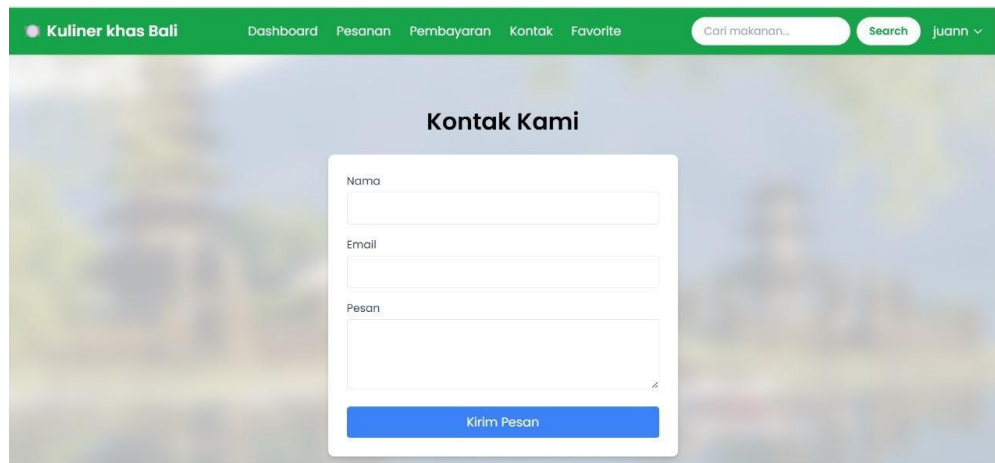 Kuliner khas Bali Dashboard Pesanan Pembayaran Kontak Favorite Cari makanan... Search juann
Kontak Kami
Nama
Email
Pesan
Kirim Pesan